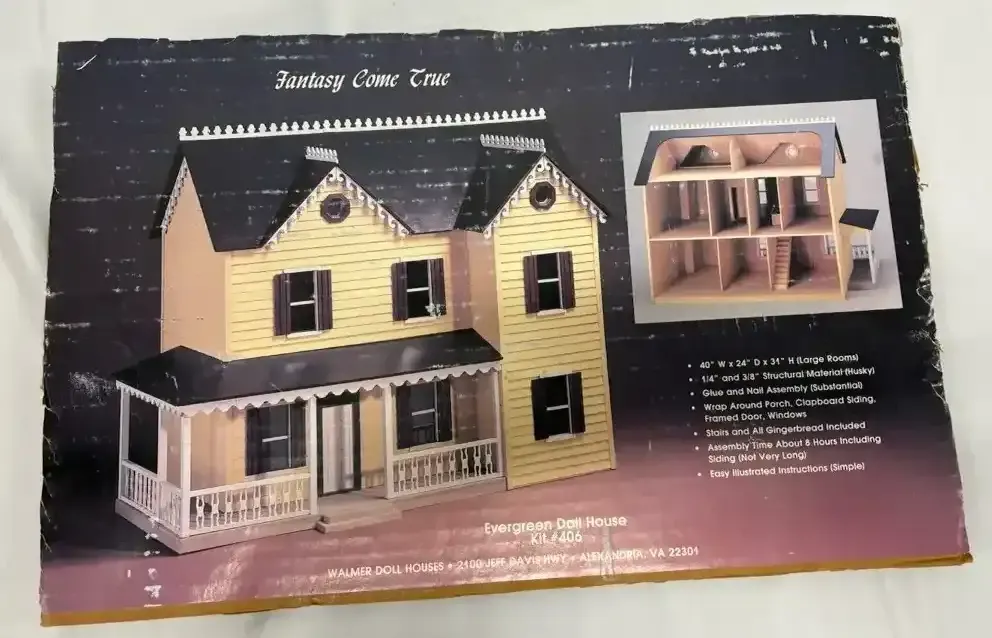 Fantasy Come True
• 40" W x 24" D x 31" H (Large Rooms)
• 1/4" and 3/8" Structural Material (Husky)
• Glue and Nail Assembly (Substantial)
• Wrap Around Porch, Clapboard Siding,
Framed Door, Windows
• Stairs and All Gingerbread Included
• Assembly Time About 8 Hours Including
Siding (Not Very Long)
• Easy Illustrated Instructions (Simple)
Evergreen Doll House
Kit #406
WALMER DOLL HOUSES • 2100 JEFF DAVIS HWY • ALEXANDRIA, VA 22301